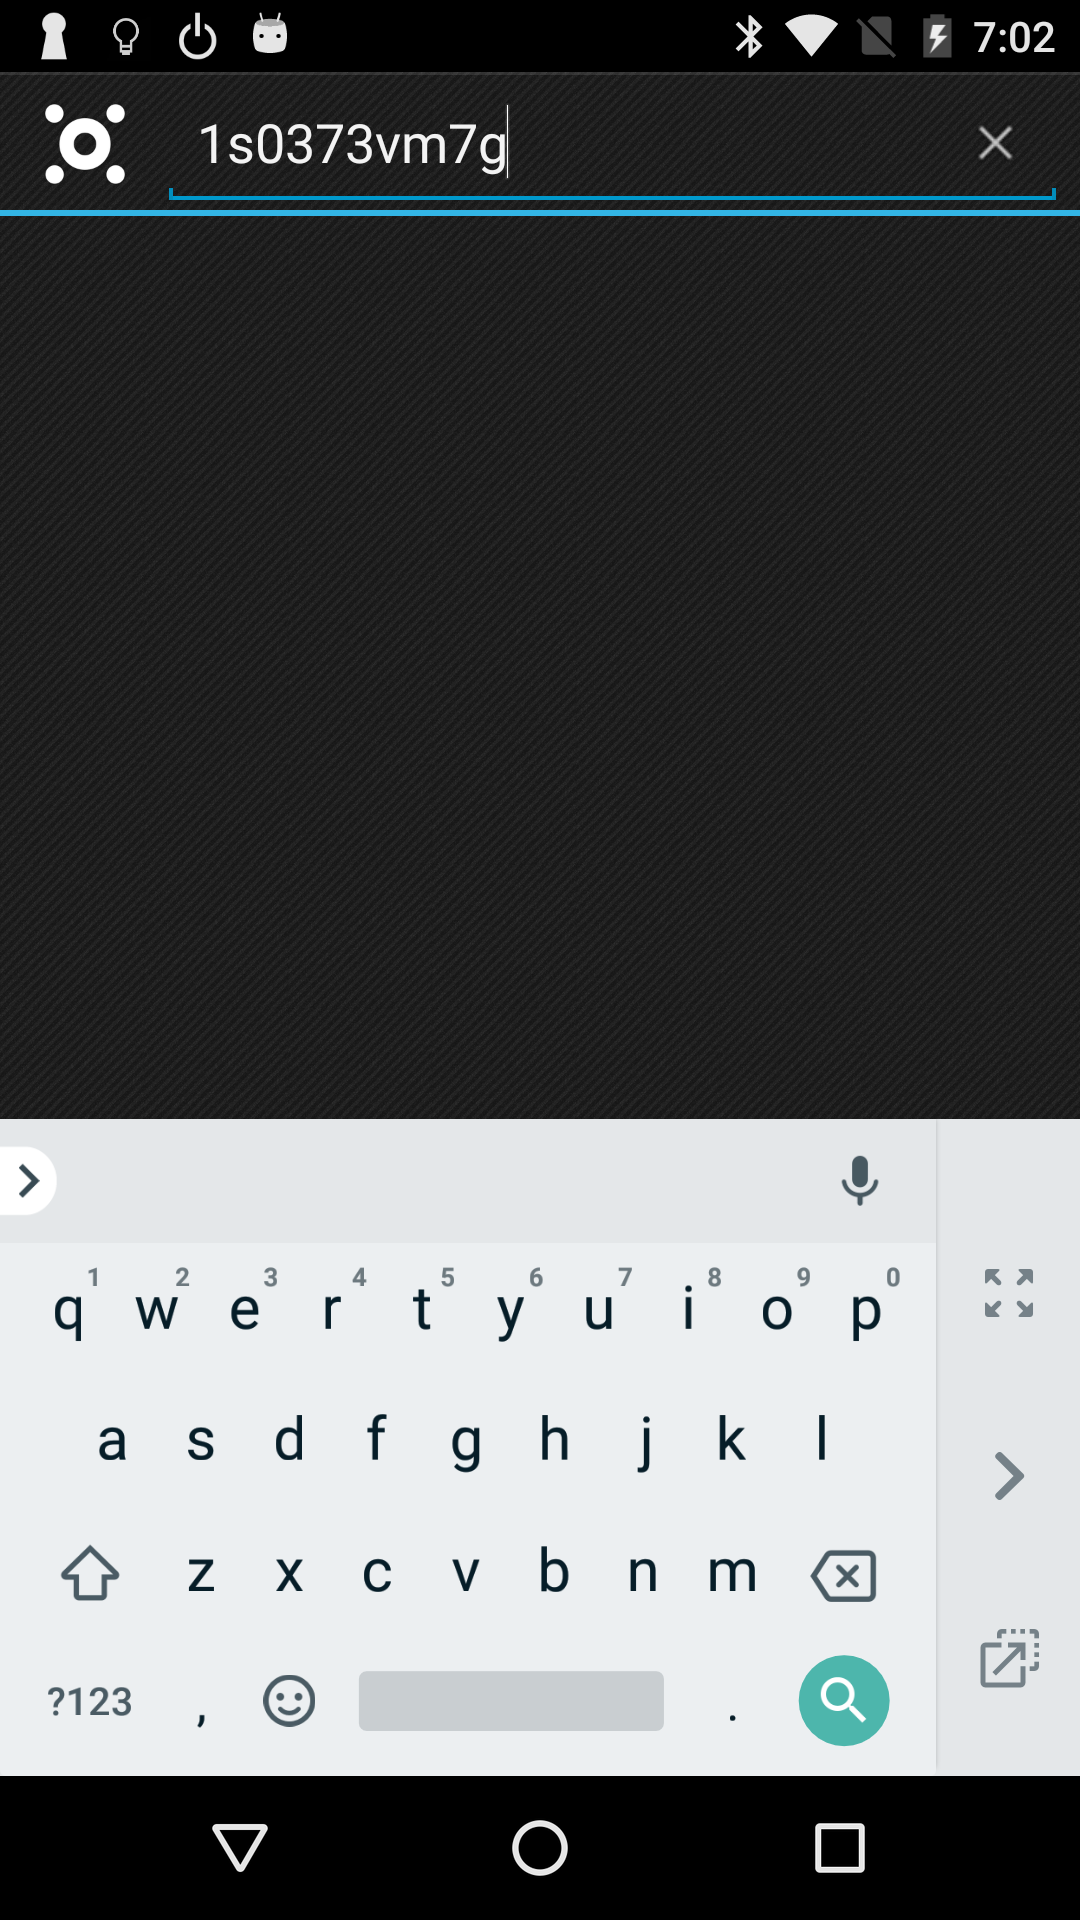 7:02
1s0373vm7g
1 2 3 4 5 6 7 8 9 0
q w e r t y u i o p
a s d f g h j k l
z x c v b n m
?123 , .